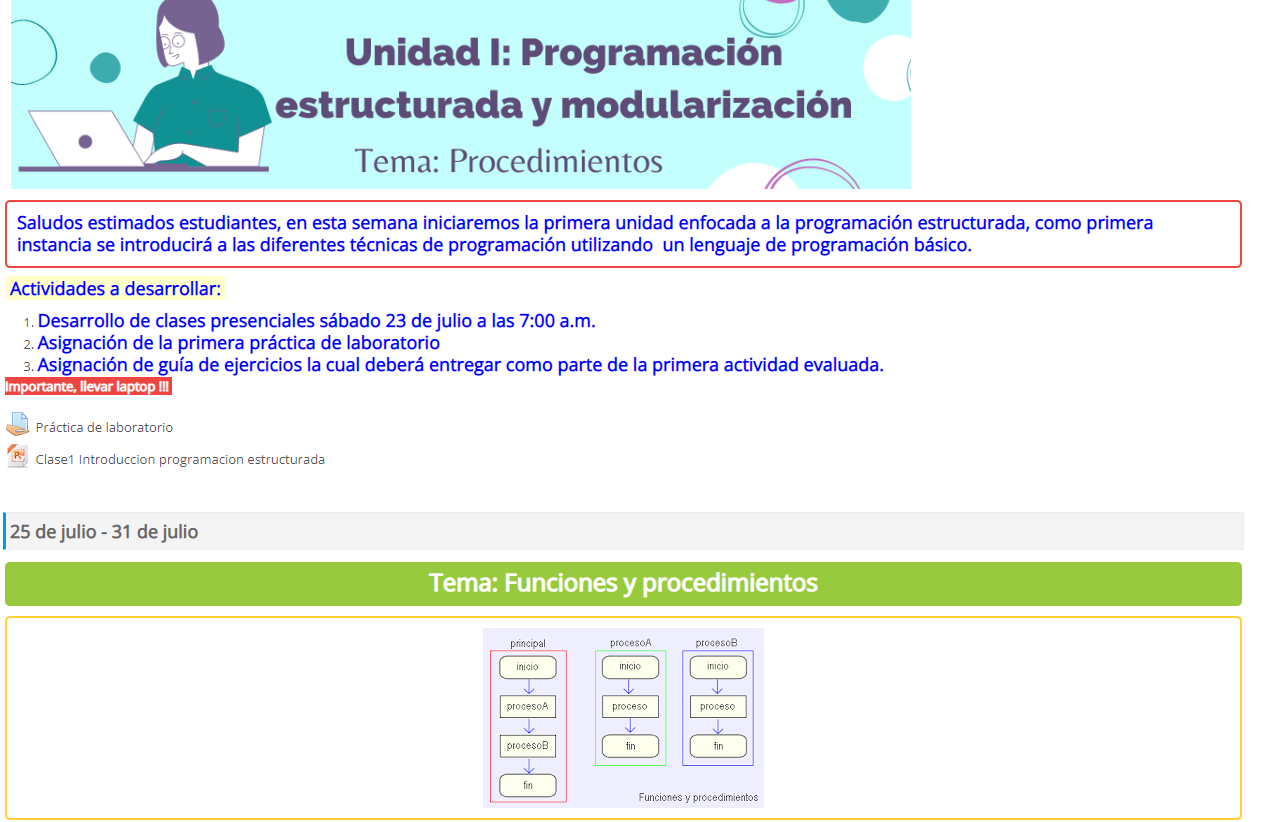 Unidad I: Programación
estructurada y modularización
Tema: Procedimientos
Saludos estimados estudiantes, en esta semana iniciaremos la primera unidad enfocada a la programación estructurada, como primera
instancia se introducirá a las diferentes técnicas de programación utilizando  un lenguaje de programación básico.
Actividades a desarrollar:
1. Desarrollo de clases presenciales sábado 23 de julio a las 7:00 a.m.
2. Asignación de la primera práctica de laboratorio
3. Asignación de guía de ejercicios la cual deberá entregar como parte de la primera actividad evaluada.
Importante, llevar laptop !!!
Práctica de laboratorio
Clase1 Introduccion programacion estructurada
25 de julio - 31 de julio
Tema: Funciones y procedimientos
principal
inicio
procesoA
procesoB
fin
procesoA
inicio
proceso
fin
procesoB
inicio
proceso
fin
Funciones y procedimientos